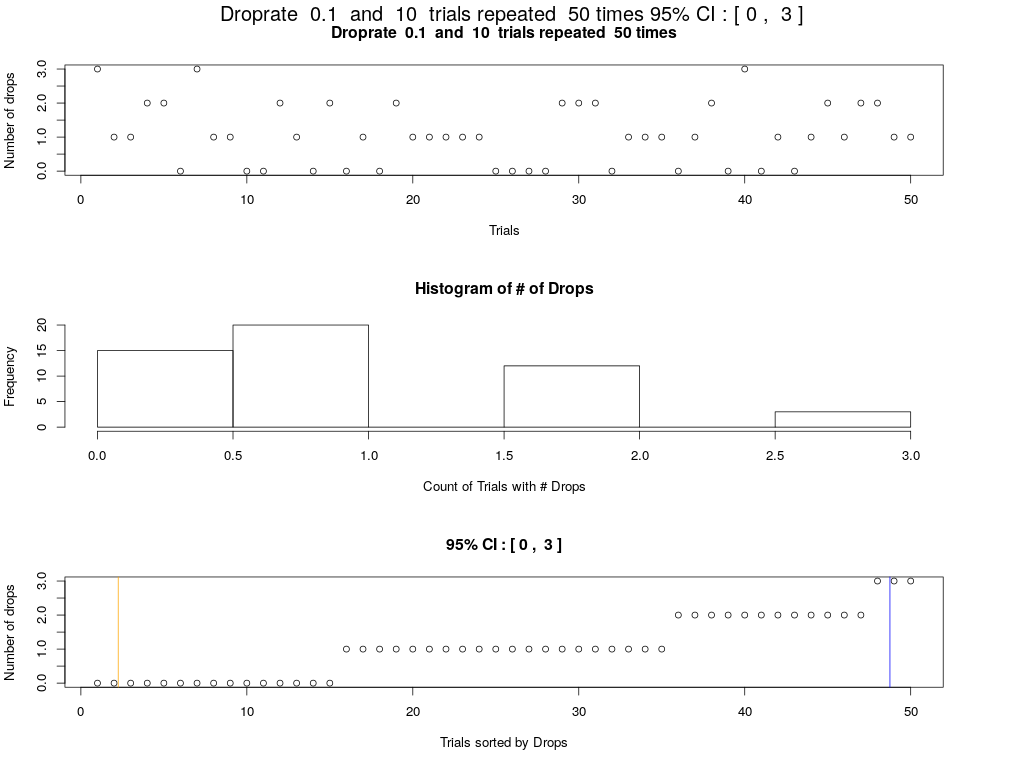 Droprate 0.1 and 10 trials repeated 50 times 95% CI : [ 0 , 3 ]
Droprate 0.1 and 10 trials repeated 50 times
Number of drops
3.0
2.0
1.0
0.0
0 10 20 30 40 50
Trials
Histogram of # of Drops
Frequency
20
15
10
5
0
0.0 0.5 1.0 1.5 2.0 2.5 3.0
Count of Trials with # Drops
95% CI : [ 0 , 3 ]
Number of drops
3.0
2.0
1.0
0.0
0 10 20 30 40 50
Trials sorted by Drops